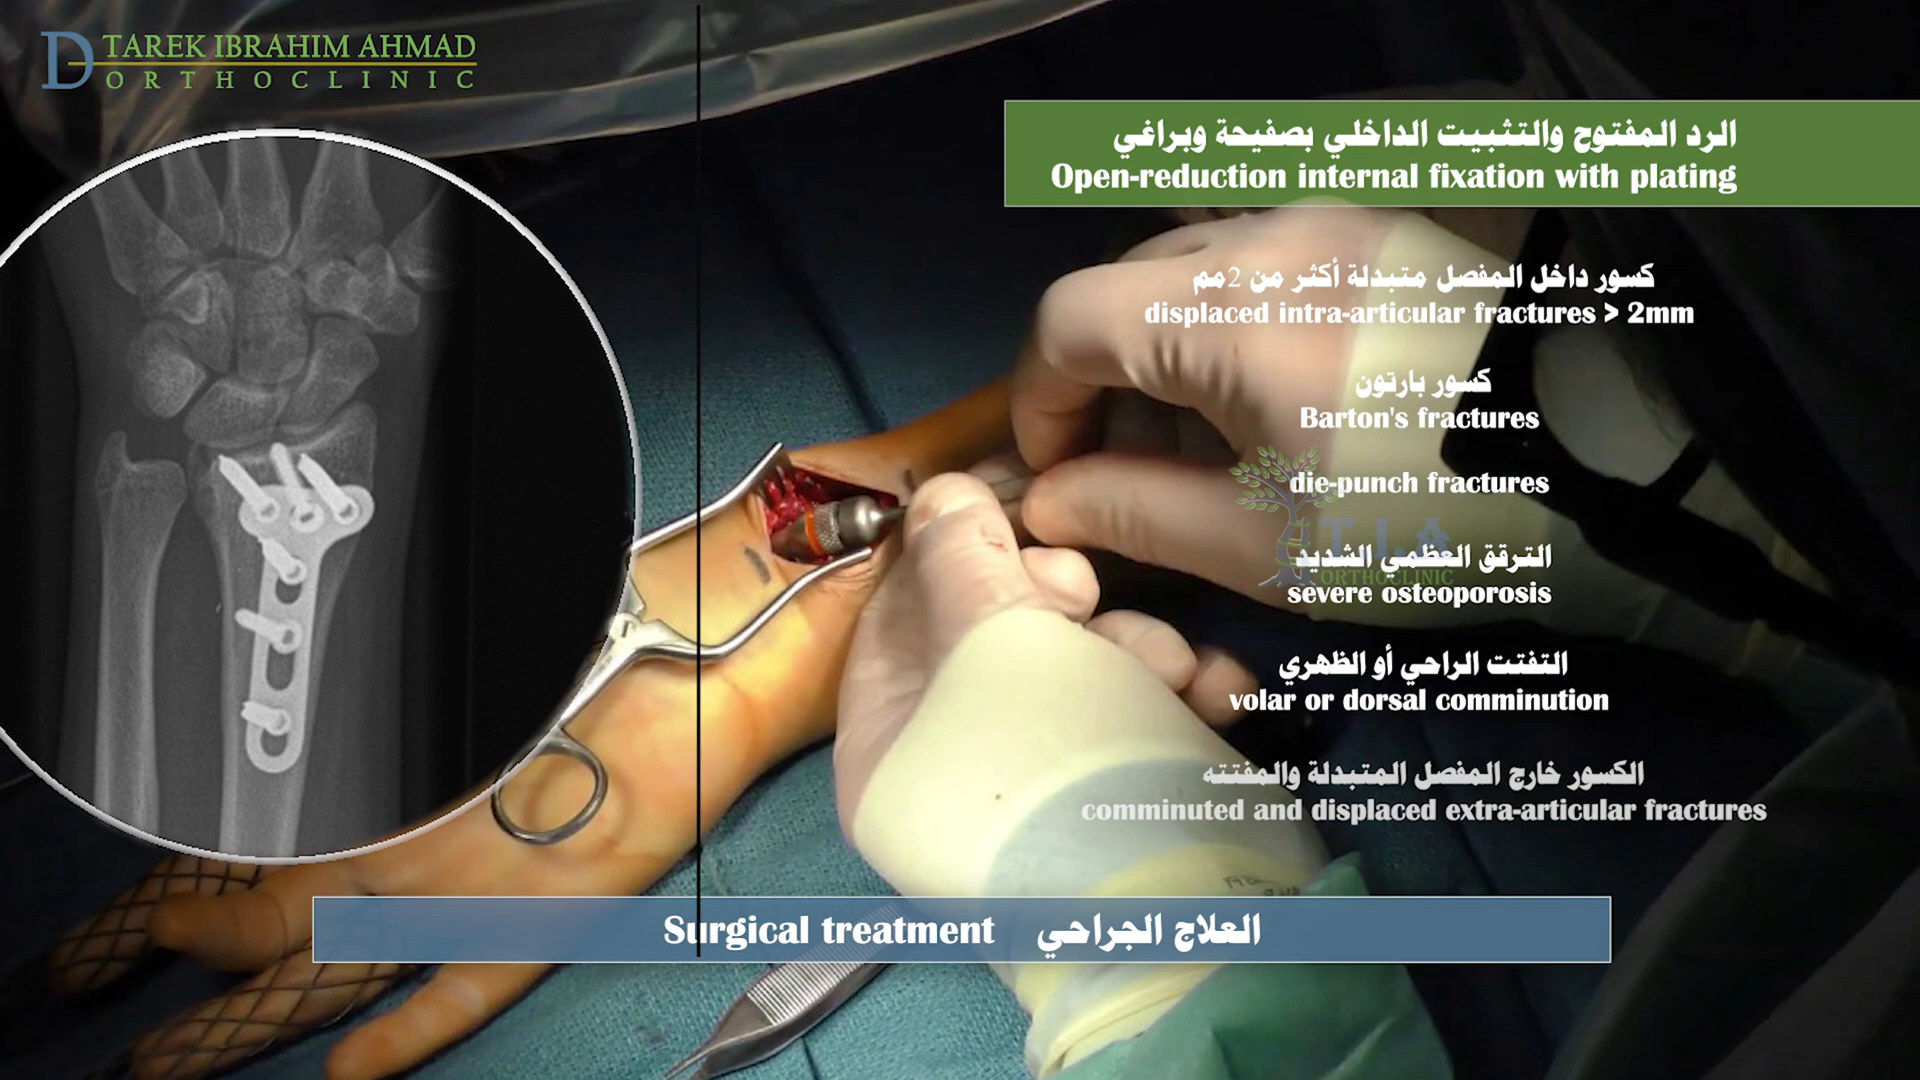 D TAREK IBRAHIM AHMAD
ORTHOCLINIC
الرد المفتوح والتثبيت الداخلي بصفيحة وبراغي
Open-reduction internal fixation with plating
كسور داخل المفصل متبدلة أكثر من 2مم
displaced intra-articular fractures > 2mm
كسور بارتون
Barton's fractures
die-punch fractures
T.I.A
ORTHOCLINIC
الترقق العظمي الشديد
severe osteoporosis
التفتت الراحي أو الظهري
volar or dorsal comminution
الكسور خارج المفصل المتبدلة والمفتته
comminuted and displaced extra-articular fractures
Surgical treatment العلاج الجراحي